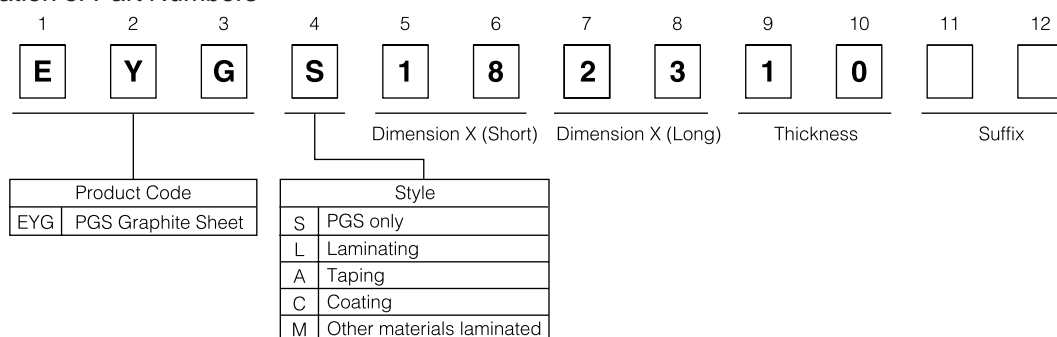 Part Numbers
1 2 3 4 5 6 7 8 9 10 11 12
E Y G S 1 8 2 3 1 0
Dimension X (Short) Dimension X (Long) Thickness Suffix
Product Code
EYG PGS Graphite Sheet
Style
S PGS only
L Laminating
A Taping
C Coating
M Other materials laminated